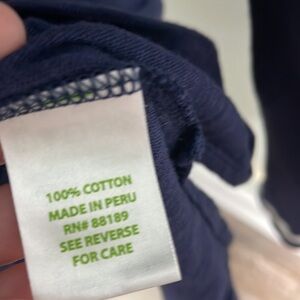 100% COTTON
MADE IN PERU
RN# 88189
SEE REVERSE
FOR CARE